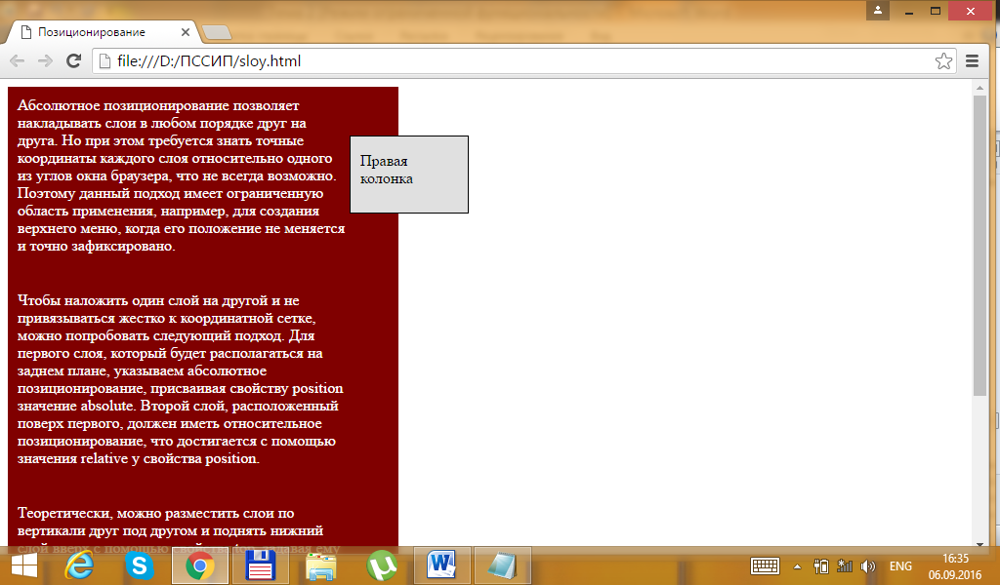 Позиционирование
file:///D:/ПССИП/sloy.html
Абсолютное позиционирование позволяет
накладывать слои в любом порядке друг на
друга. Но при этом требуется знать точные
координаты каждого слоя относительно одного
из углов окна браузера, что не всегда возможно.
Поэтому данный подход имеет ограниченную
область применения, например, для создания
верхнего меню, когда его положение не меняется
и точно зафиксировано.
Правая
колонка
Чтобы наложить один слой на другой и не
привязываться жестко к координатной сетке,
можно попробовать следующий подход. Для
первого слоя, который будет располагаться на
заднем плане, указываем абсолютное
позиционирование, присваивая свойству position
значение absolute. Второй слой, расположенный
поверх первого, должен иметь относительное
позиционирование, что достигается с помощью
значения relative у свойства position.
Теоретически, можно разместить слои по
вертикали друг под другом и поднять нижний
слой вверх с помощью свойства top, задавая ему
ENG
16:35
06.09.2016